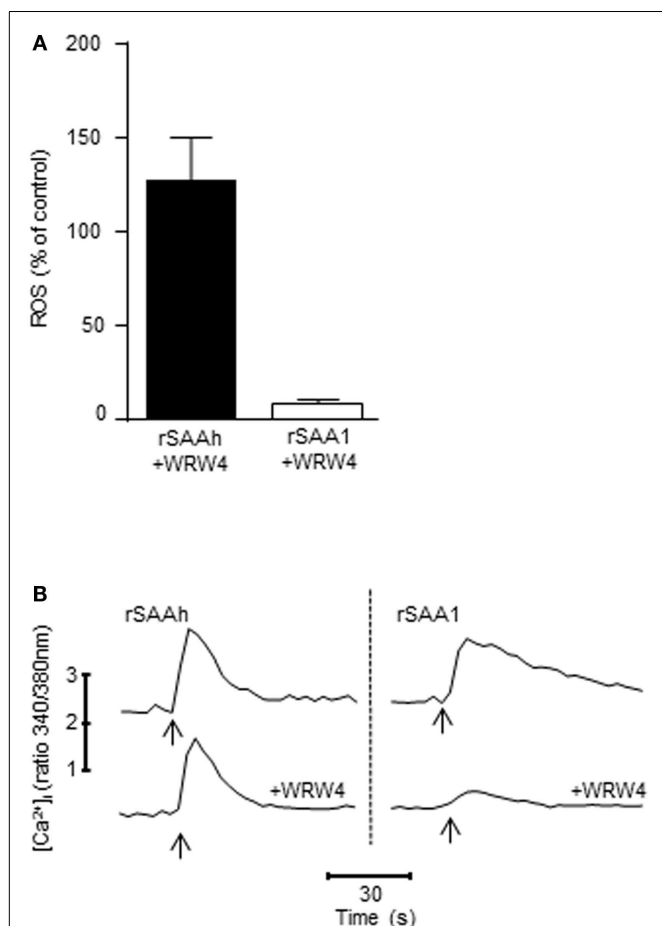 A
200
150
100
50
0
ROS (% of control)
rSAAh
+WRW4
rSAA1
+WRW4
B
rSAAh
rSAA1
3
2
1
[Ca²⁺]ᵢ (ratio 340/380nm)
+WRW4
+WRW4
30
Time (s)